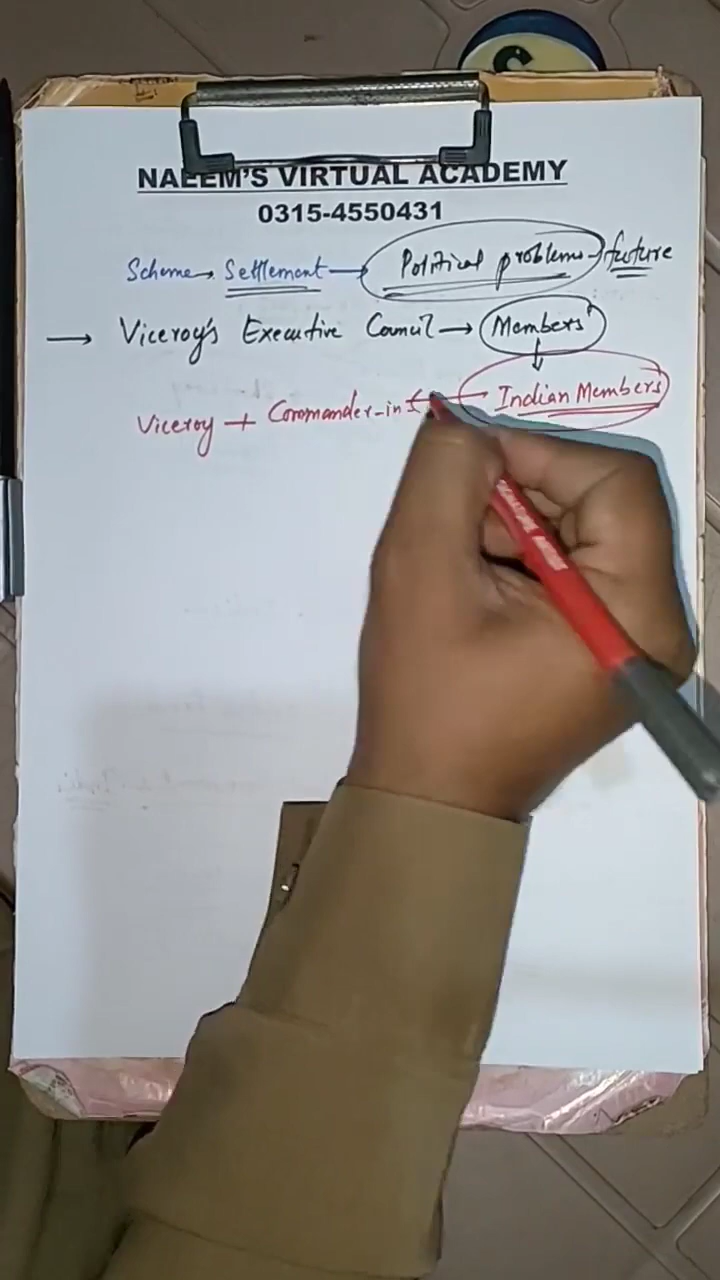 NAEEM'S VIRTUAL ACADEMY
0315-4550431
Scheme → Settlement → Political problems → future
→ Viceroy's Executive Council → Members'
Indian Members
Viceroy + Commander-in